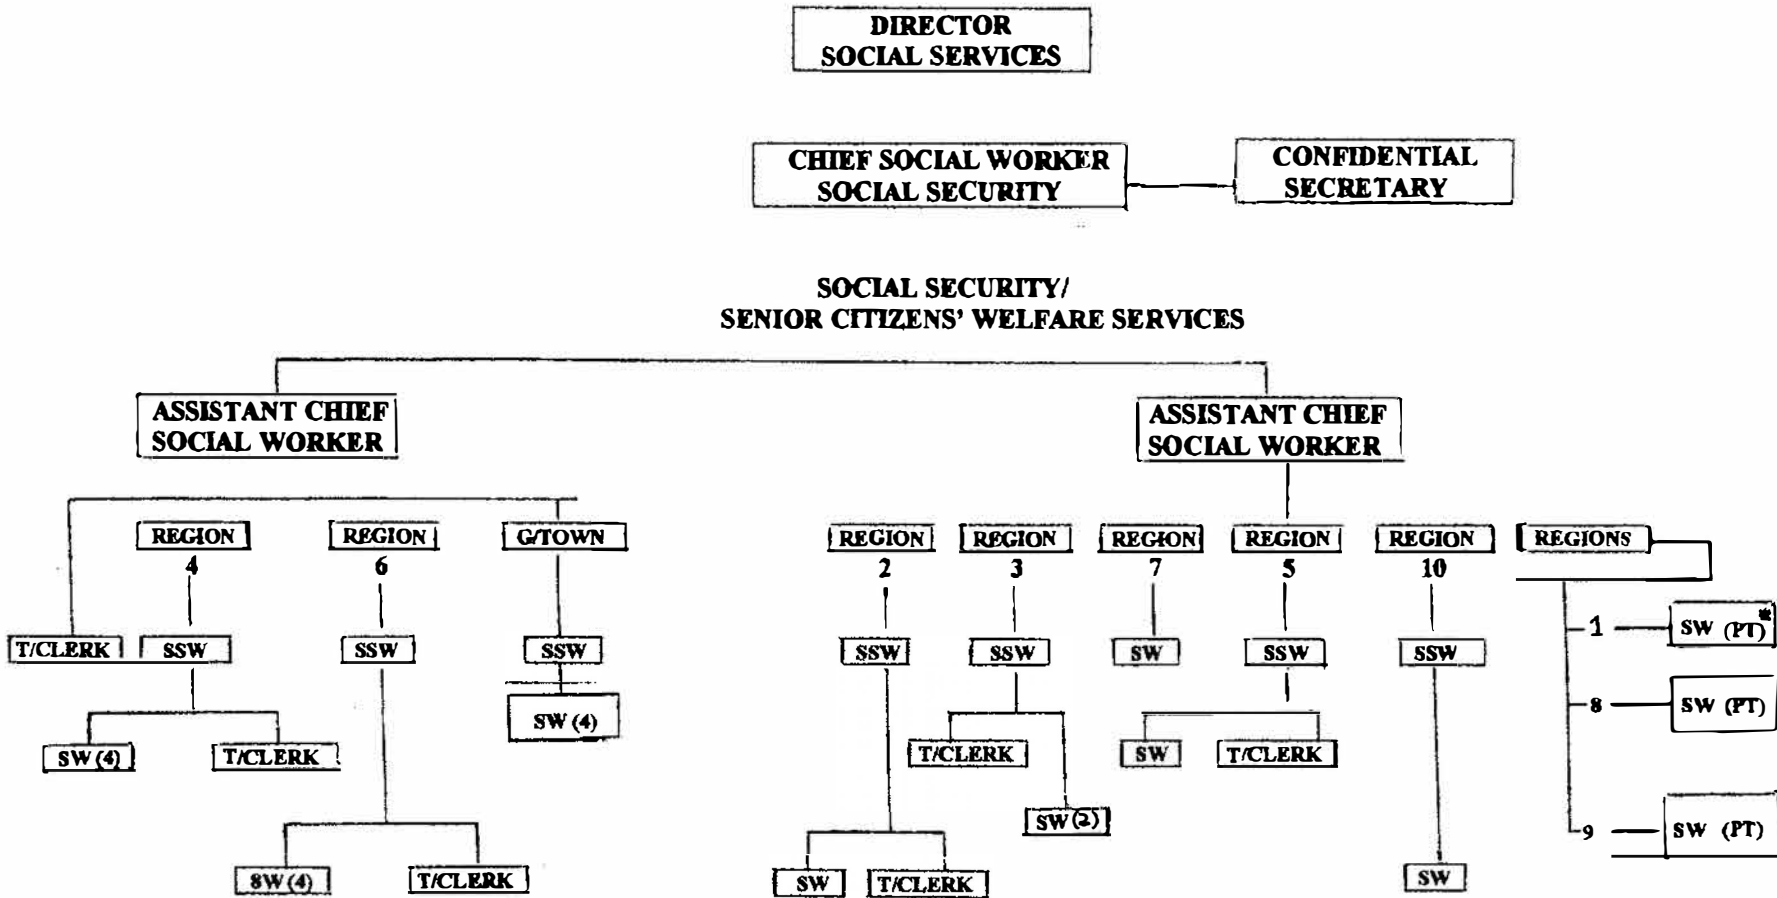 DIRECTOR
SOCIAL SERVICES
CHIEF SOCIAL WORKER
SOCIAL SECURITY
CONFIDENTIAL
SECRETARY
SOCIAL SECURITY/
SENIOR CITIZENS' WELFARE SERVICES
ASSISTANT CHIEF
SOCIAL WORKER
ASSISTANT CHIEF
SOCIAL WORKER
REGION
4
REGION
6
G/TOWN
REGION
2
REGION
3
REGION
7
REGION
5
REGION
10
REGIONS
T/CLERK
SSW
SSW
SSW
SSW
SSW
SW
SSW
SSW
1
SW (PT)*
SW (4)
T/CLERK
SW (4)
T/CLERK
SW
T/CLERK
8
SW (PT)
SW (2)
9
SW (PT)
SW (4)
T/CLERK
SW
T/CLERK
SW